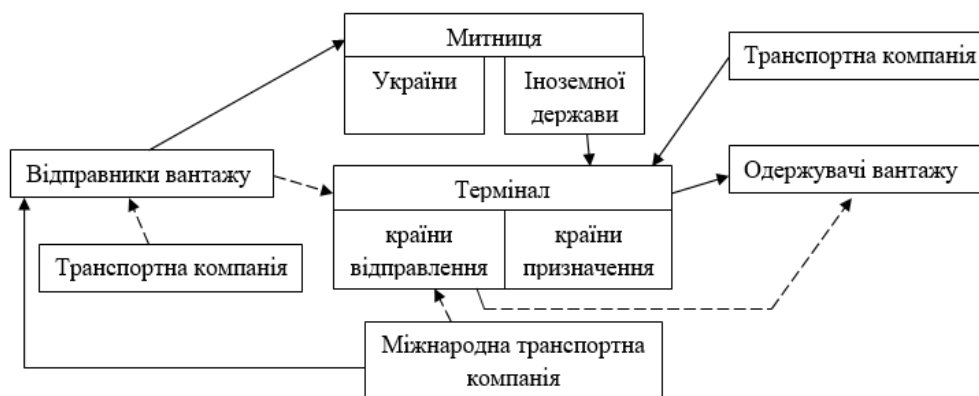 Митниця
України
Іноземної
держави
Транспортна компанія
Відправники вантажу
Термінал
Одержувачі вантажу
країни
відправлення
країни
призначення
Транспортна компанія
Міжнародна транспортна
компанія